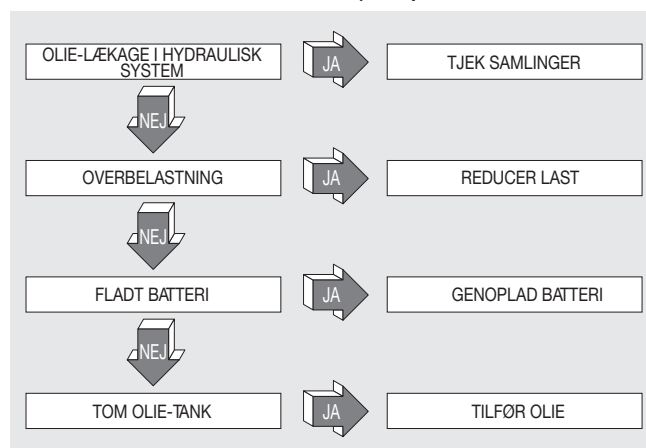 OLIE-LÆKAGE I HYDRAULISK
SYSTEM
JA
TJEK SAMLINGER
NEJ
OVERBELASTNING
JA
REDUCER LAST
NEJ
FLADT BATTERI
JA
GENOPLAD BATTERI
NEJ
TOM OLIE-TANK
JA
TILFØR OLIE